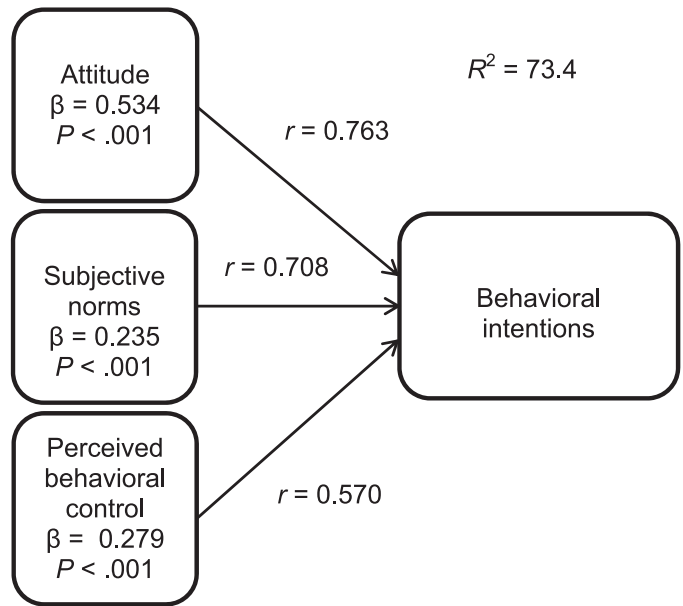 Attitude
β = 0.534
P < .001
R² = 73.4
r = 0.763
Subjective
norms
β = 0.235
P < .001
r = 0.708
Behavioral
intentions
Perceived
behavioral
control
β = 0.279
P < .001
r = 0.570